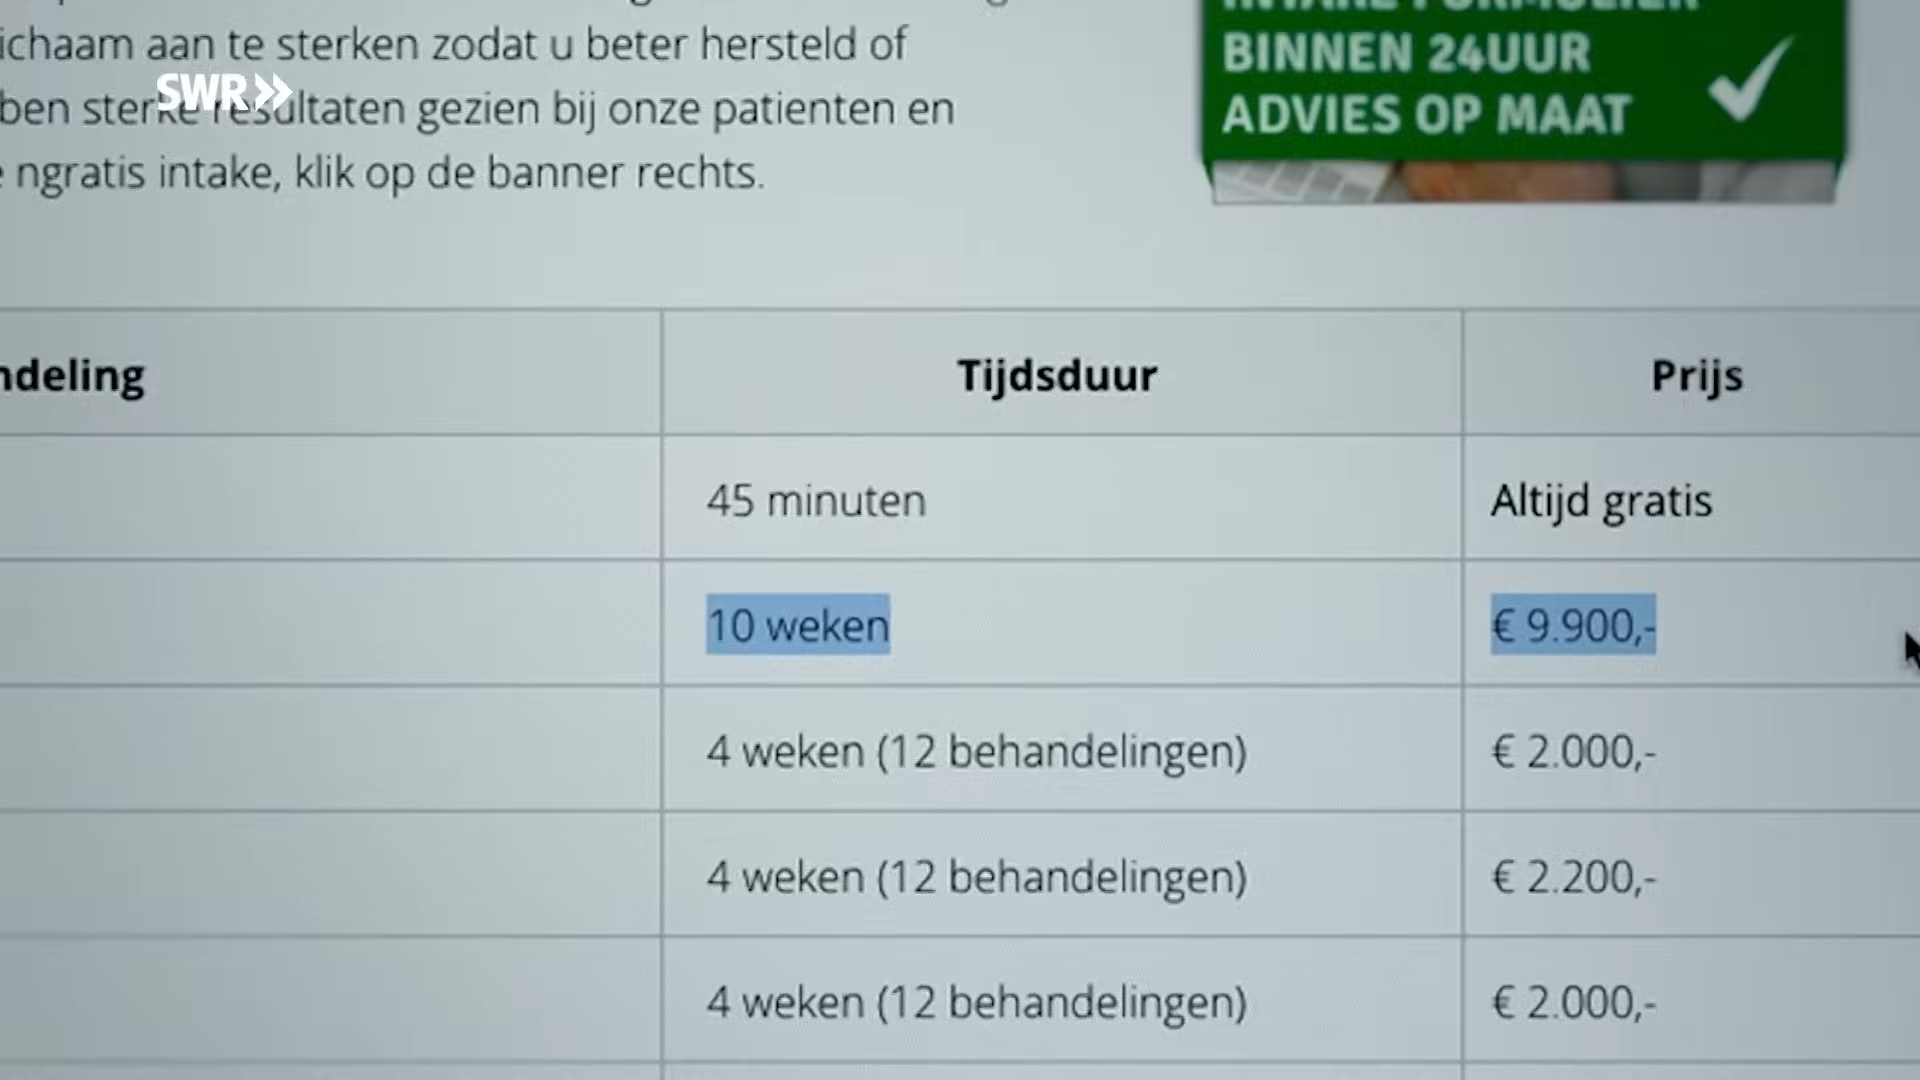 ichaam aan te sterken zodat u beter hersteld of
ben sterke resultaten gezien bij onze patienten en
ngratis intake, klik op de banner rechts.
SWR
INTAKE FORMULIER
BINNEN 24UUR
ADVIES OP MAAT
ndeling Tijdsduur Prijs
45 minuten Altijd gratis
10 weken € 9.900,-
4 weken (12 behandelingen) € 2.000,-
4 weken (12 behandelingen) € 2.200,-
4 weken (12 behandelingen) € 2.000,-